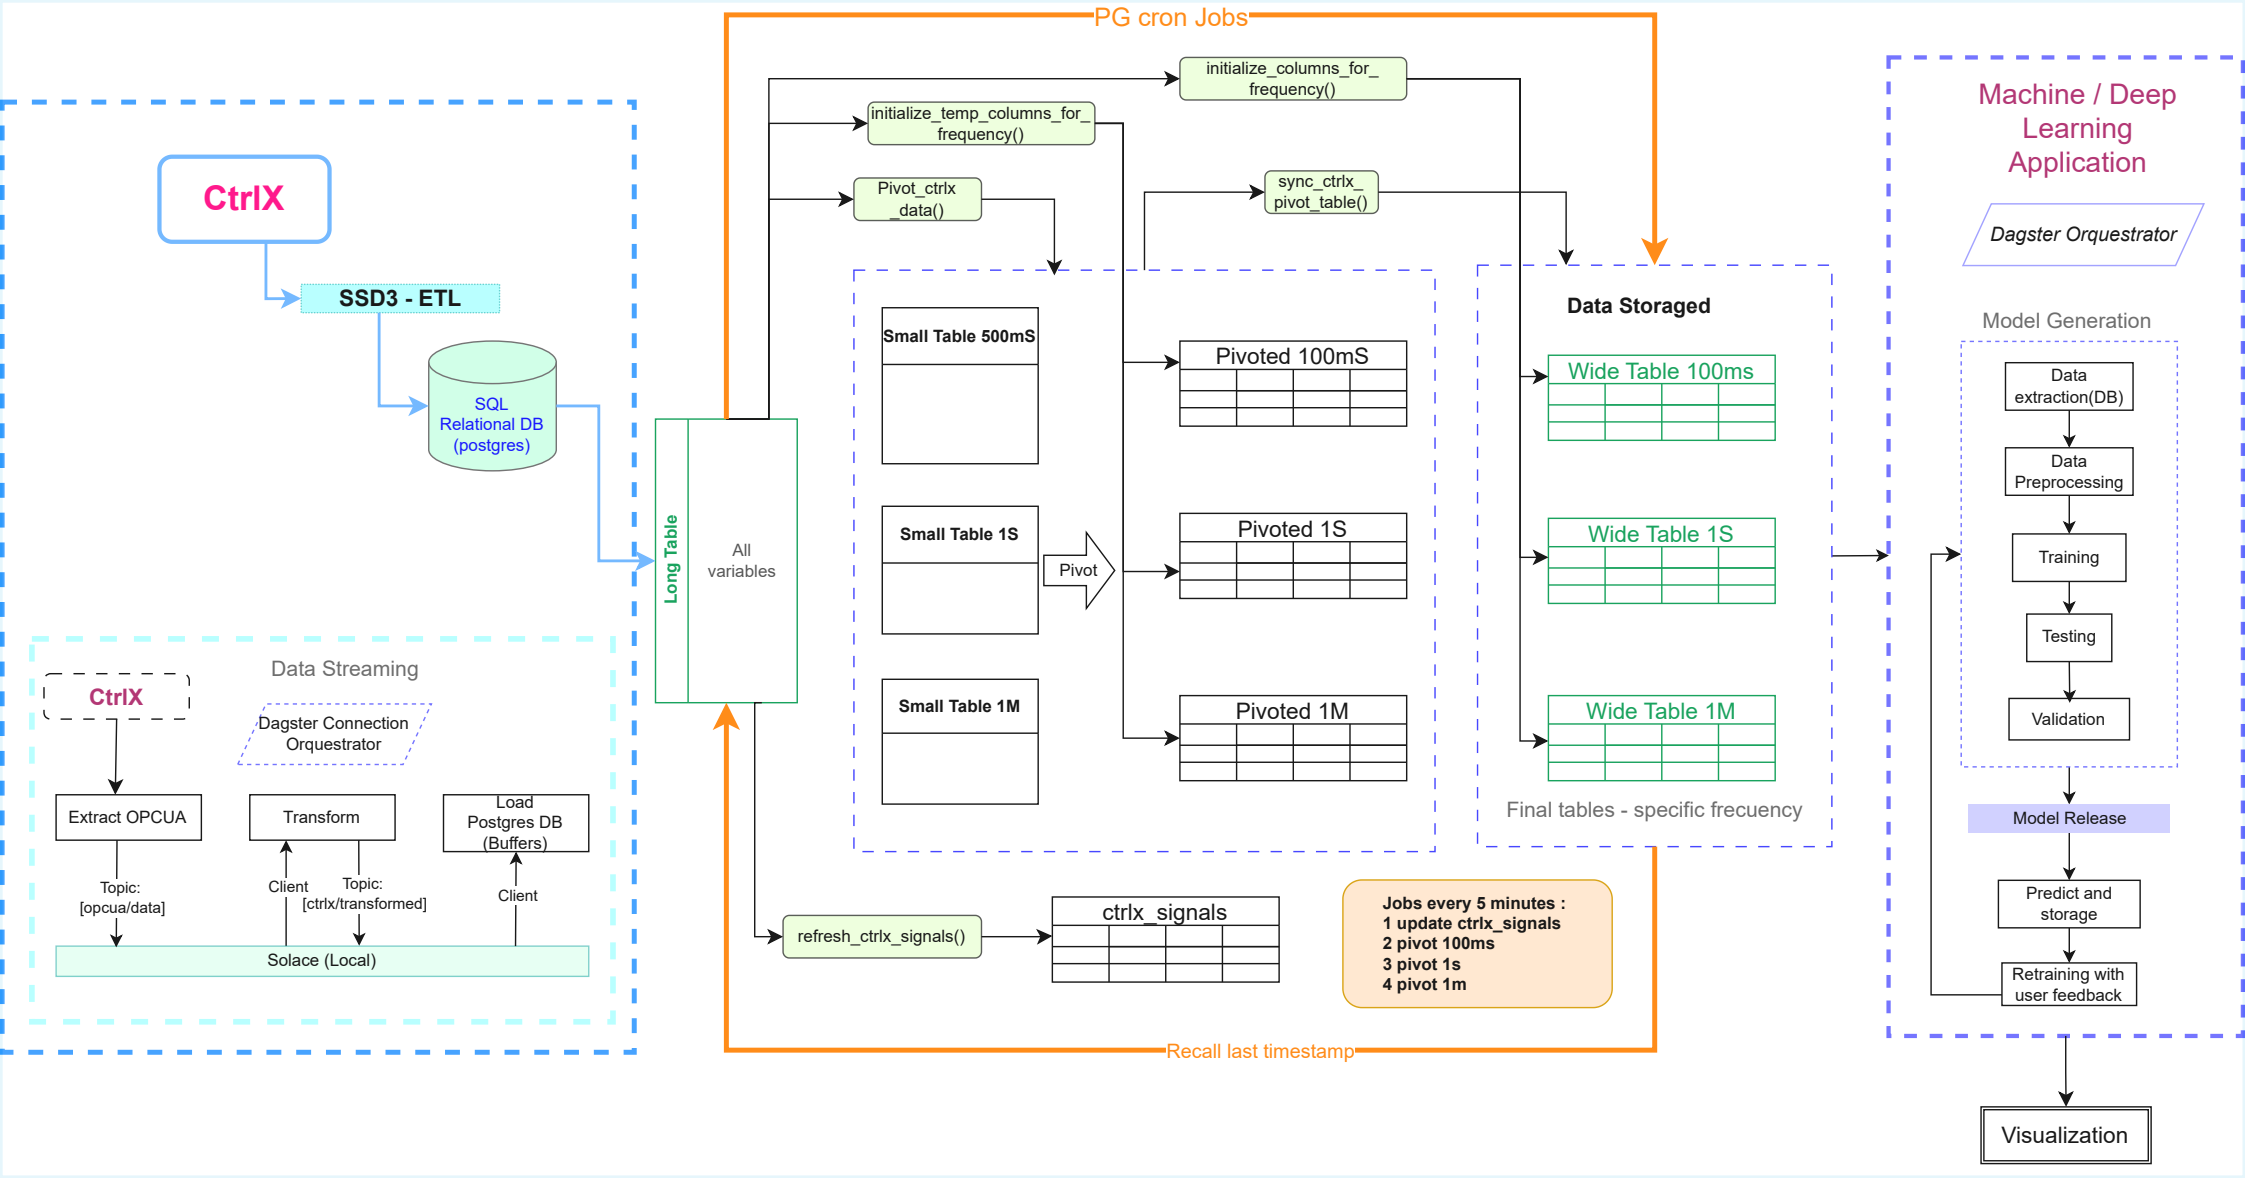 PG cron Jobs
CtrlX
SSD3 - ETL
SQL
Relational DB
(postgres)
Data Streaming
CtrlX
Dagster Connection
Orquestrator
Extract OPCUA
Transform
Load
Postgres DB
(Buffers)
Topic:
[opcua/data]
Client
Topic:
[ctrlx/transformed]
Client
Solace (Local)
Long Table
All
variables
initialize_columns_for_
frequency()
initialize_temp_columns_for_
frequency()
Pivot_ctrlx
_data()
sync_ctrlx_
pivot_table()
Small Table 500mS
Small Table 1S
Small Table 1M
Pivot
Pivoted 100mS
Pivoted 1S
Pivoted 1M
Data Storaged
Wide Table 100ms
Wide Table 1S
Wide Table 1M
Final tables - specific frecuency
refresh_ctrlx_signals()
ctrlx_signals
Jobs every 5 minutes :
1 update ctrlx_signals
2 pivot 100ms
3 pivot 1s
4 pivot 1m
Recall last timestamp
Machine / Deep
Learning
Application
Dagster Orquestrator
Model Generation
Data
extraction(DB)
Data
Preprocessing
Training
Testing
Validation
Model Release
Predict and
storage
Retraining with
user feedback
Visualization